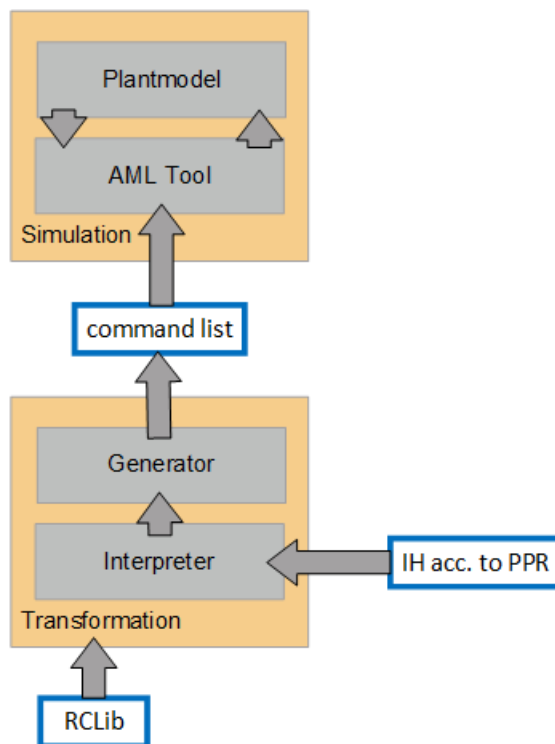 Plantmodel
AML Tool
Simulation
command list
Generator
Interpreter
IH acc. to PPR
Transformation
RCLib